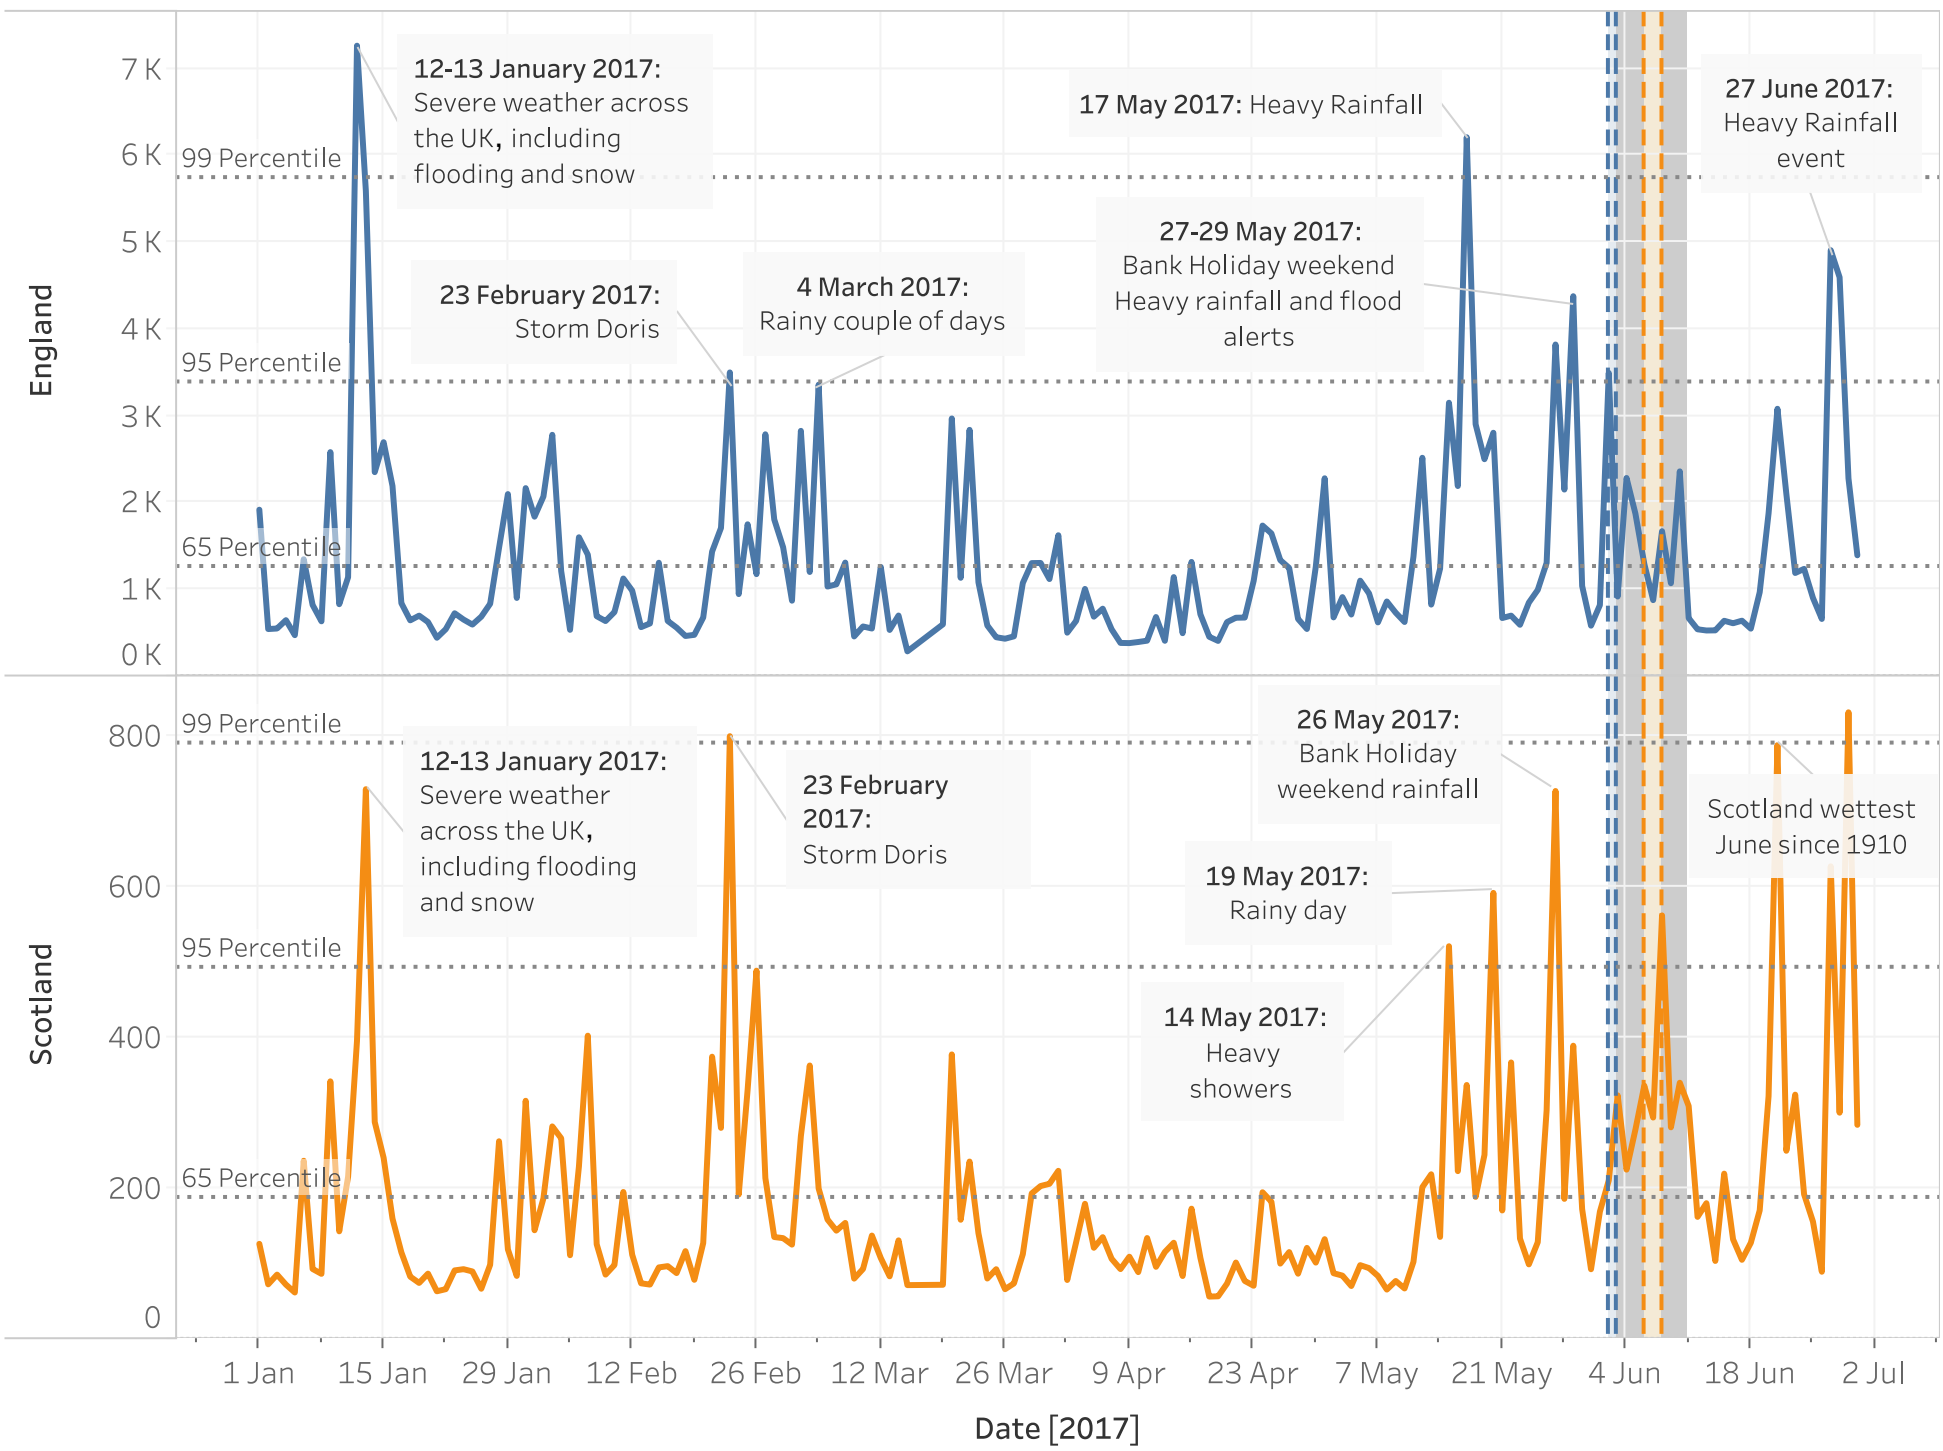 7 K
6 K
5 K
4 K
3 K
2 K
1 K
0 K
England
99 Percentile
95 Percentile
65 Percentile
12-13 January 2017:
Severe weather across
the UK, including
flooding and snow
23 February 2017:
Storm Doris
4 March 2017:
Rainy couple of days
17 May 2017: Heavy Rainfall
27-29 May 2017:
Bank Holiday weekend
Heavy rainfall and flood
alerts
27 June 2017:
Heavy Rainfall
event
800
600
400
200
0
Scotland
99 Percentile
95 Percentile
65 Percentile
12-13 January 2017:
Severe weather
across the UK,
including flooding
and snow
23 February
2017:
Storm Doris
26 May 2017:
Bank Holiday
weekend rainfall
19 May 2017:
Rainy day
14 May 2017:
Heavy
showers
Scotland wettest
June since 1910
1 Jan
15 Jan
29 Jan
12 Feb
26 Feb
12 Mar
26 Mar
9 Apr
23 Apr
7 May
21 May
4 Jun
18 Jun
2 Jul
Date [2017]